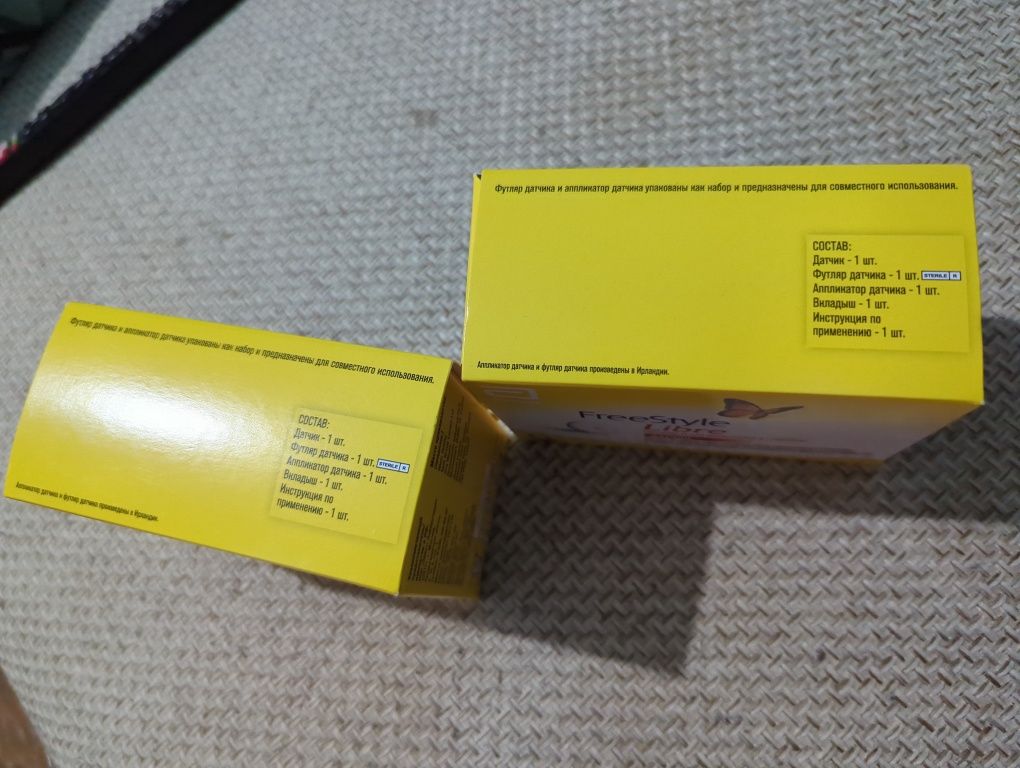 Футляр датчика и аппликатор датчика упакованы как набор и предназначены для совместного использования.
СОСТАВ:
Датчик - 1 шт.
Футляр датчика - 1 шт. STERILE R
Аппликатор датчика - 1 шт.
Вкладыш - 1 шт.
Инструкция по
применению - 1 шт.
Аппликатор датчика и футляр датчика произведены в Ирландии.
FreeStyle
Libre
Футляр датчика и аппликатор датчика упакованы как набор и предназначены для совместного использования.
СОСТАВ:
Датчик - 1 шт.
Футляр датчика - 1 шт. STERILE R
Аппликатор датчика - 1 шт.
Вкладыш - 1 шт.
Инструкция по
применению - 1 шт.
Аппликатор датчика и футляр датчика произведены в Ирландии.